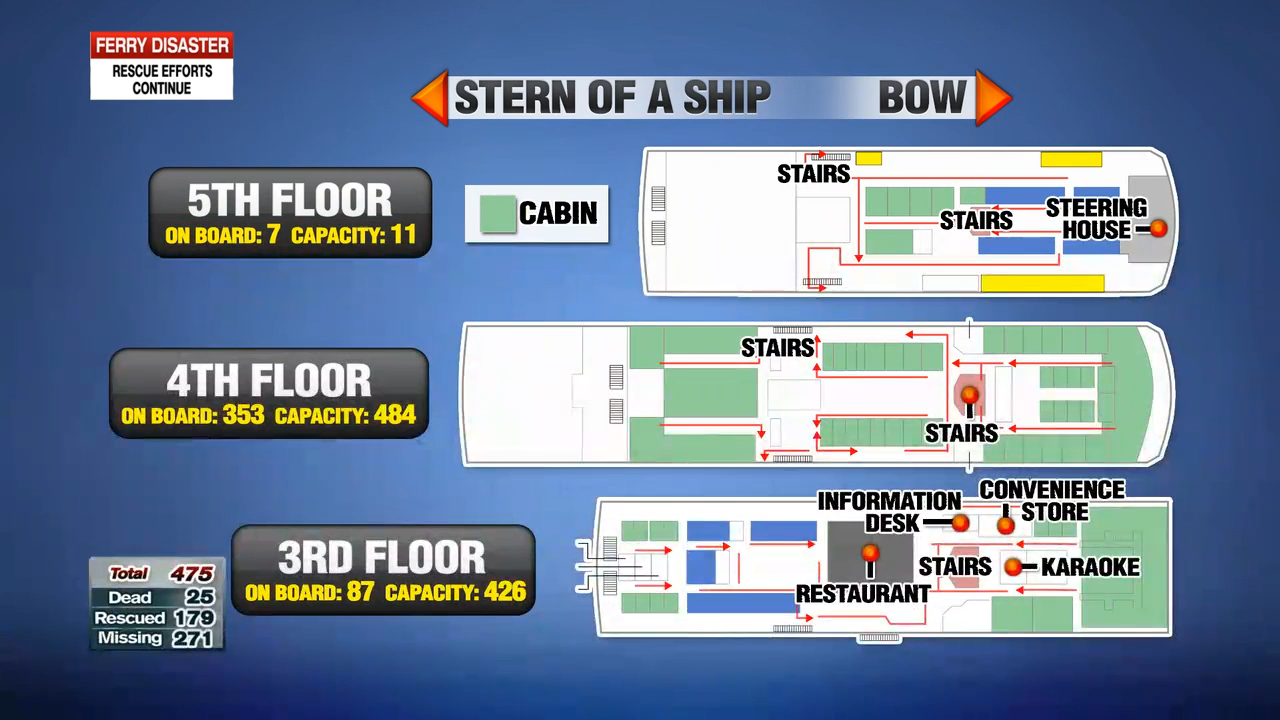 FERRY DISASTER
RESCUE EFFORTS
CONTINUE
STERN OF A SHIP BOW
5TH FLOOR
ON BOARD: 7 CAPACITY: 11
CABIN
STAIRS
STAIRS
STEERING
HOUSE
4TH FLOOR
ON BOARD: 353 CAPACITY: 484
STAIRS
STAIRS
3RD FLOOR
ON BOARD: 87 CAPACITY: 426
INFORMATION
DESK
CONVENIENCE
STORE
STAIRS
KARAOKE
RESTAURANT
Total 475
Dead 25
Rescued 179
Missing 271